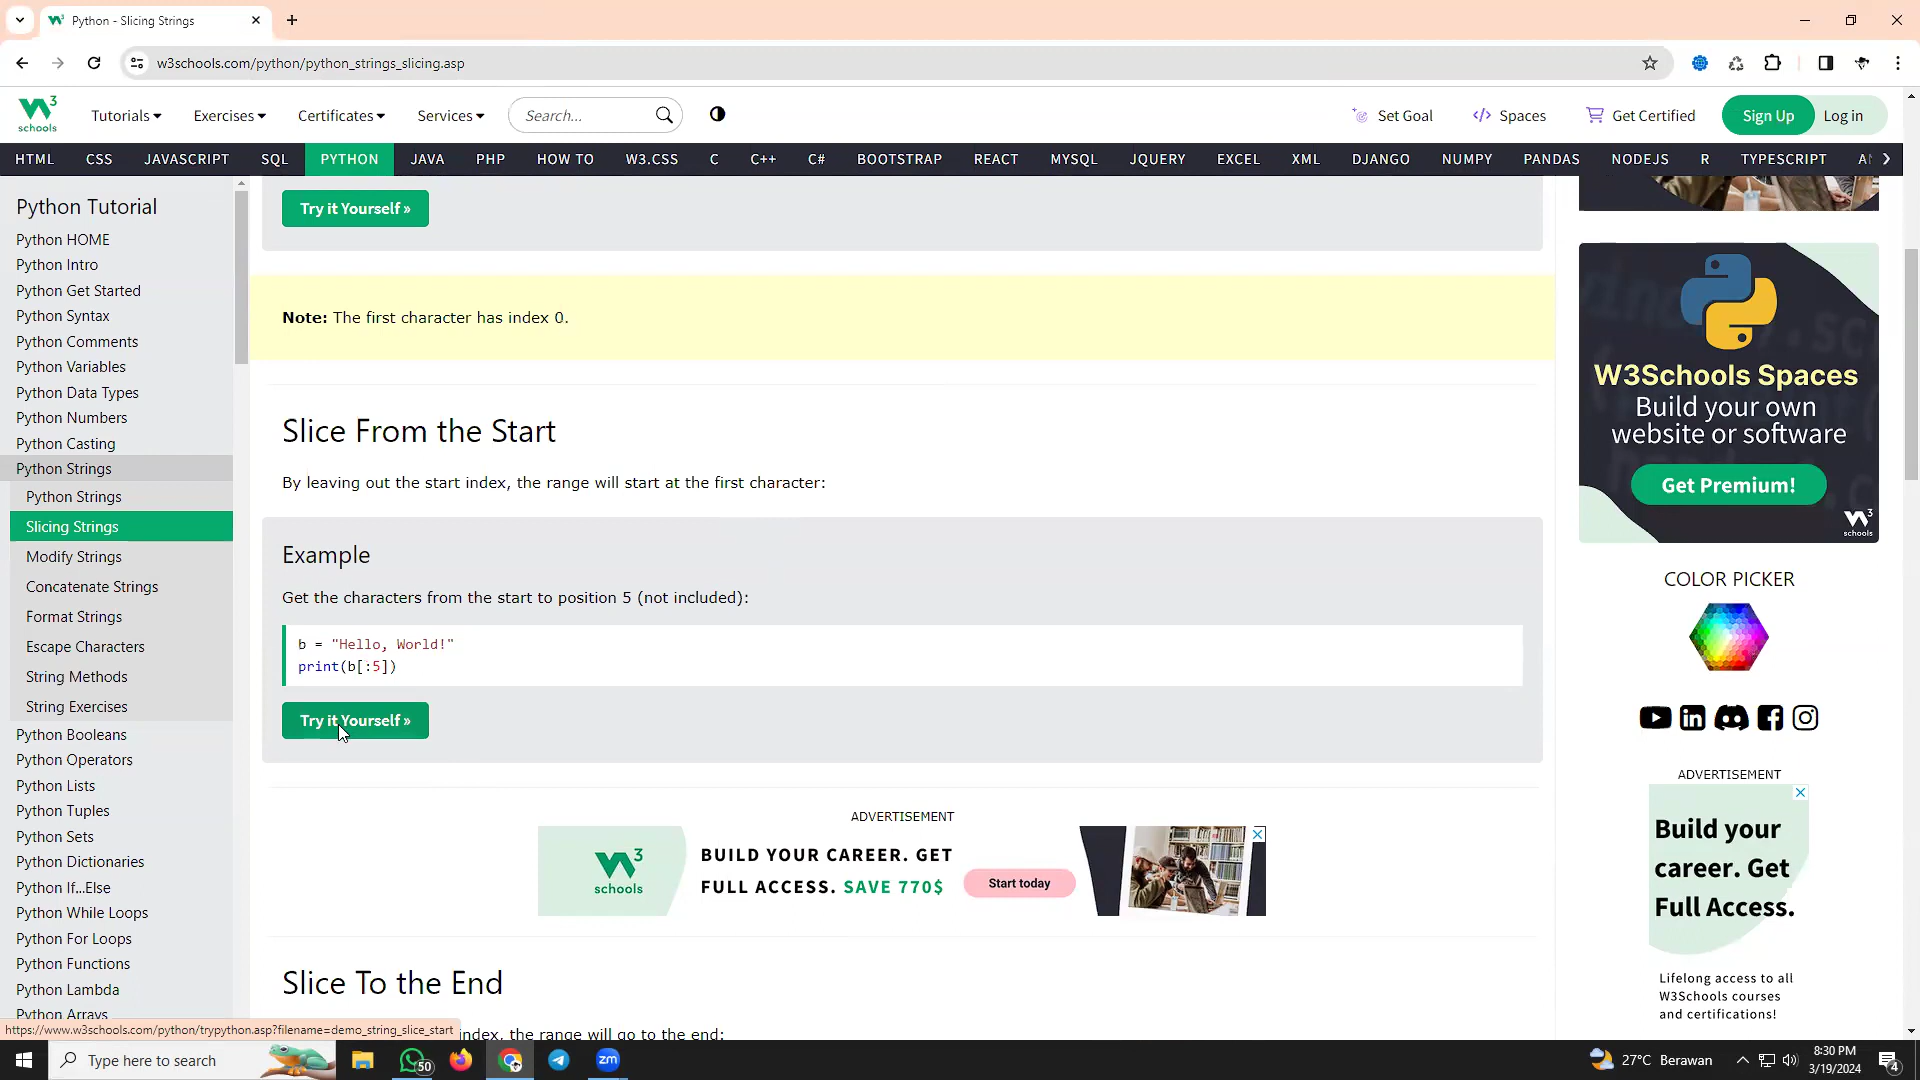 Python - Slicing Strings
w3schools.com/python/python_strings_slicing.asp
W3 schools
Tutorials
Exercises
Certificates
Services
Search...
Set Goal
Spaces
Get Certified
Sign Up
Log in
HTML CSS JAVASCRIPT SQL PYTHON JAVA PHP HOW TO W3.CSS C C++ C# BOOTSTRAP REACT MYSQL JQUERY EXCEL XML DJANGO NUMPY PANDAS NODEJS R TYPESCRIPT
Python Tutorial
Python HOME
Python Intro
Python Get Started
Python Syntax
Python Comments
Python Variables
Python Data Types
Python Numbers
Python Casting
Python Strings
Python Strings
Slicing Strings
Modify Strings
Concatenate Strings
Format Strings
Escape Characters
String Methods
String Exercises
Python Booleans
Python Operators
Python Lists
Python Tuples
Python Sets
Python Dictionaries
Python If...Else
Python While Loops
Python For Loops
Python Functions
Python Lambda
Python Arrays
Try it Yourself »
Note: The first character has index 0.
Slice From the Start
By leaving out the start index, the range will start at the first character:
Example
Get the characters from the start to position 5 (not included):
b = "Hello, World!"
print(b[:5])
Try it Yourself »
ADVERTISEMENT
W3 schools
BUILD YOUR CAREER. GET
FULL ACCESS. SAVE 770$
Start today
Slice To the End
index, the range will go to the end:
W3Schools Spaces
Build your own
website or software
Get Premium!
W3 schools
COLOR PICKER
ADVERTISEMENT
Build your
career. Get
Full Access.
Lifelong access to all
W3Schools courses
and certifications!
https://www.w3schools.com/python/trypython.asp?filename=demo_string_slice_start
Type here to search
50
zm
27°C Berawan
8:30 PM
3/19/2024
4